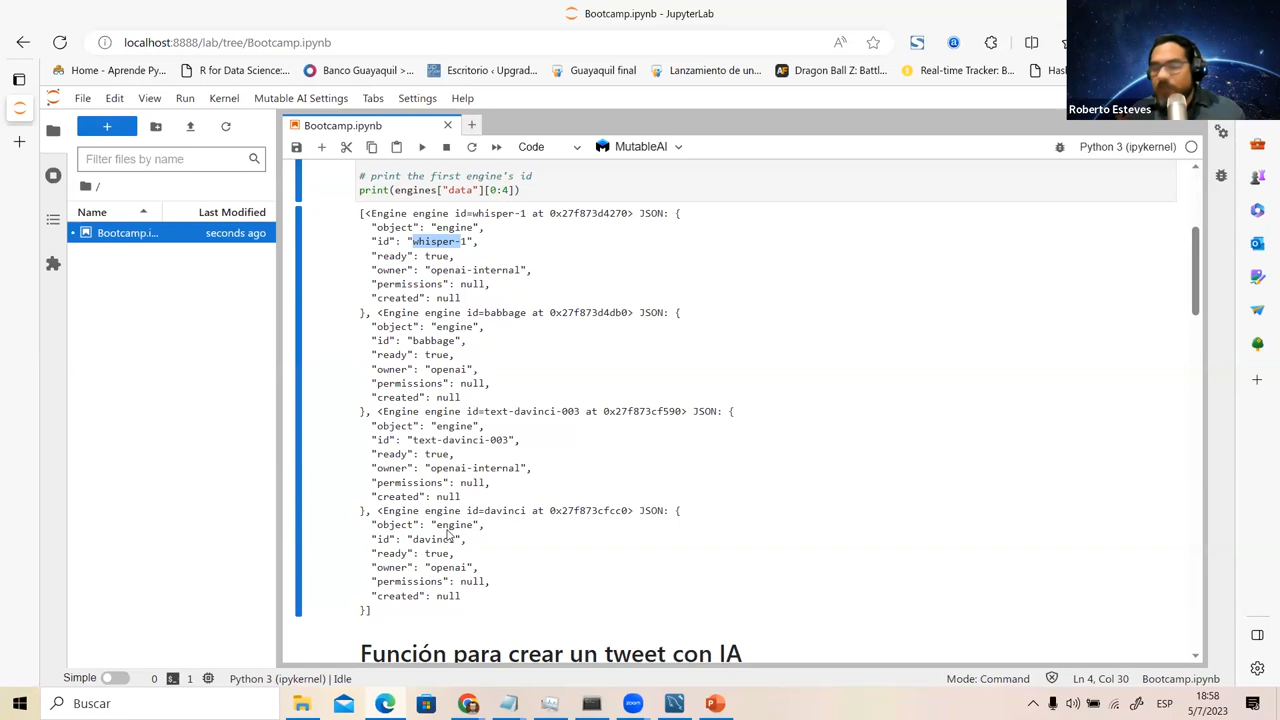 Bootcamp.ipynb - JupyterLab
localhost:8888/lab/tree/Bootcamp.ipynb
Home - Aprende Py...
R for Data Science:...
Banco Guayaquil >...
Escritorio - Upgrad...
Guayaquil final
Lanzamiento de un...
Dragon Ball Z: Battl...
Real-time Tracker: B...
Hash
Roberto Esteves
File Edit View Run Kernel Mutable AI Settings Tabs Settings Help
Bootcamp.ipynb
Filter files by name
Code
MutableAI
Python 3 (ipykernel)
/
Name Last Modified
Bootcamp.i... seconds ago
# print the first engine's id
print(engines["data"][0:4])
[<Engine engine id=whisper-1 at 0x27f873d4270> JSON: {
"object": "engine",
"id": "whisper-1",
"ready": true,
"owner": "openai-internal",
"permissions": null,
"created": null
}, <Engine engine id=babbage at 0x27f873d4db0> JSON: {
"object": "engine",
"id": "babbage",
"ready": true,
"owner": "openai",
"permissions": null,
"created": null
}, <Engine engine id=text-davinci-003 at 0x27f873cf590> JSON: {
"object": "engine",
"id": "text-davinci-003",
"ready": true,
"owner": "openai-internal",
"permissions": null,
"created": null
}, <Engine engine id=davinci at 0x27f873cfcc0> JSON: {
"object": "engine",
"id": "davinci",
"ready": true,
"owner": "openai",
"permissions": null,
"created": null
}]
Función para crear un tweet con IA
Simple 0 1 Python 3 (ipykernel) | Idle
Mode: Command Ln 4, Col 30 Bootcamp.ipynb
Buscar
ESP
18:58
5/7/2023